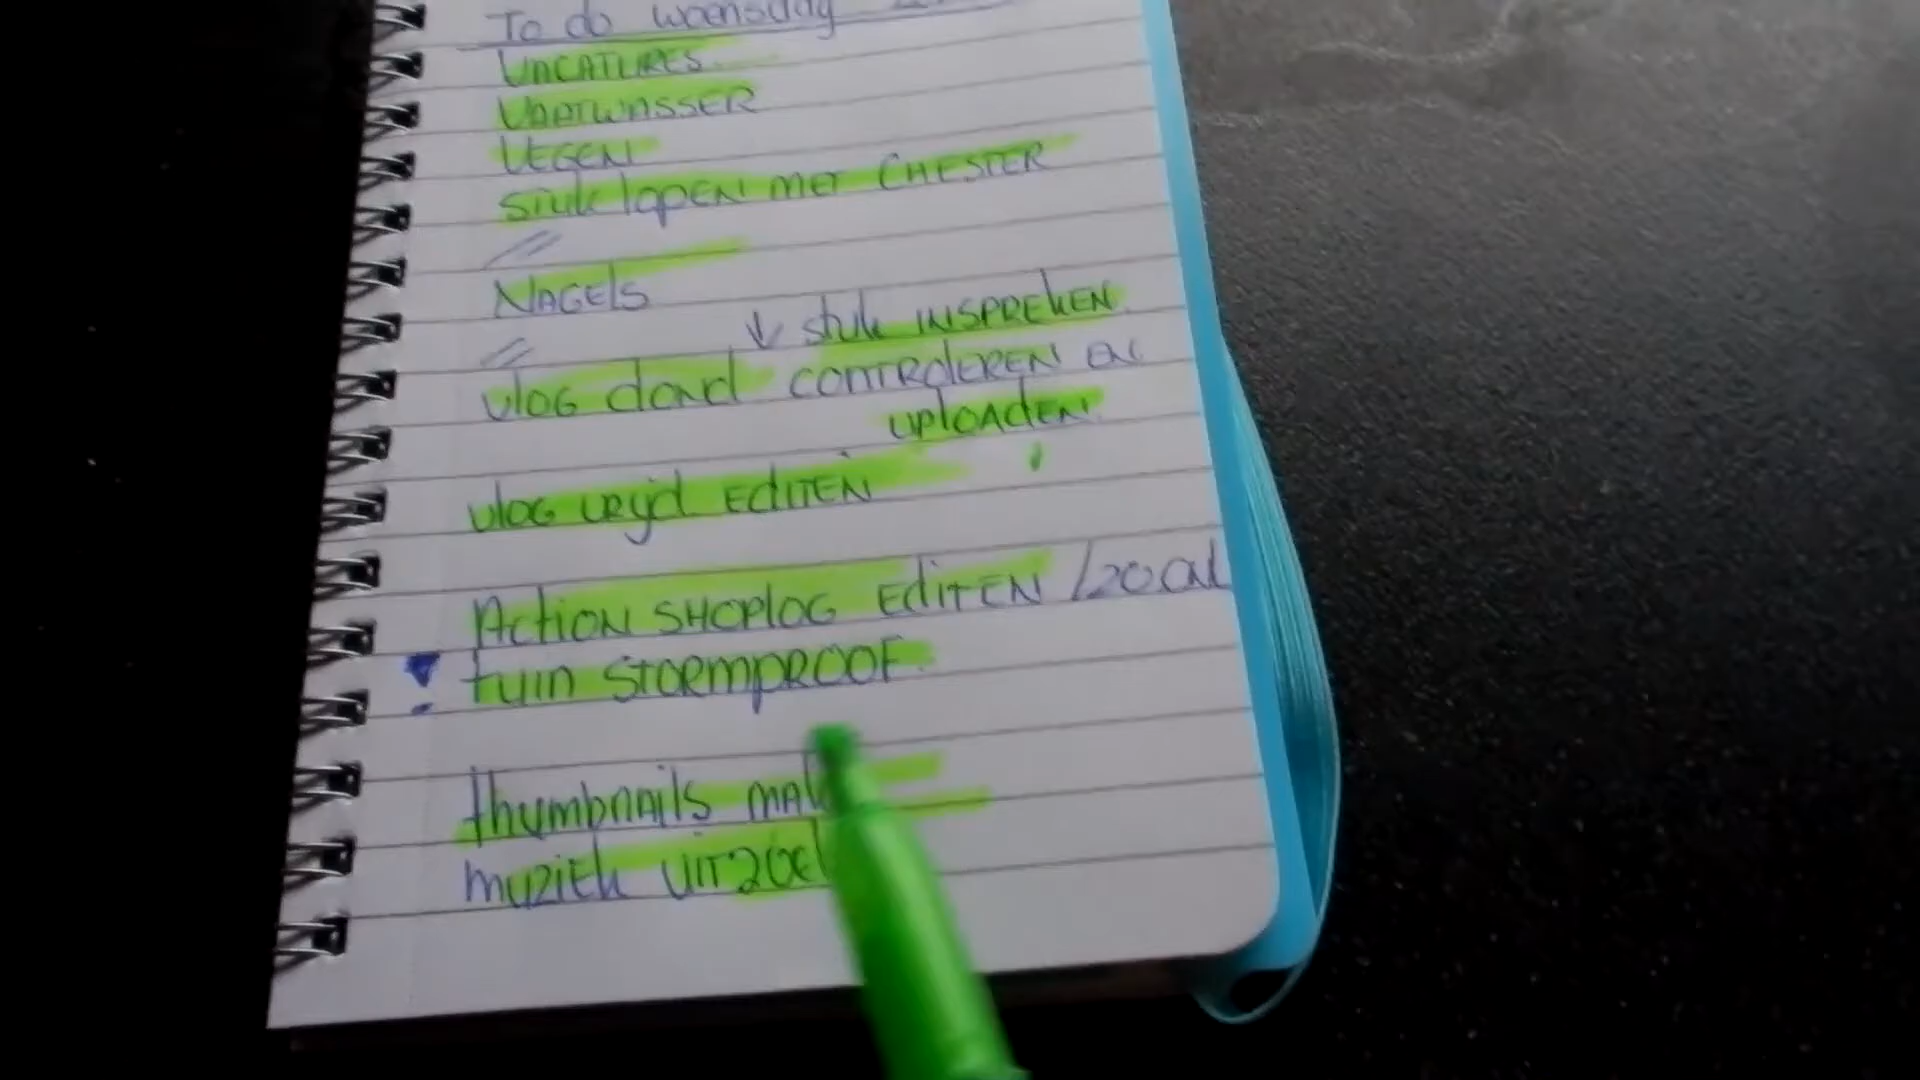 To do woensdag
VACATURES.
VAATWASSER
VEGEN
stuk lopEN mET CHESTER
//
NAGEls
↓ stuk INSPREKEN.
//
vlog dond CONTROLEREN EN
uploadEN.
vlog vrijd EditEN
Action SHOPlOG EditEN /20
! tuin StORmpROOF.
thumbnails
muziek